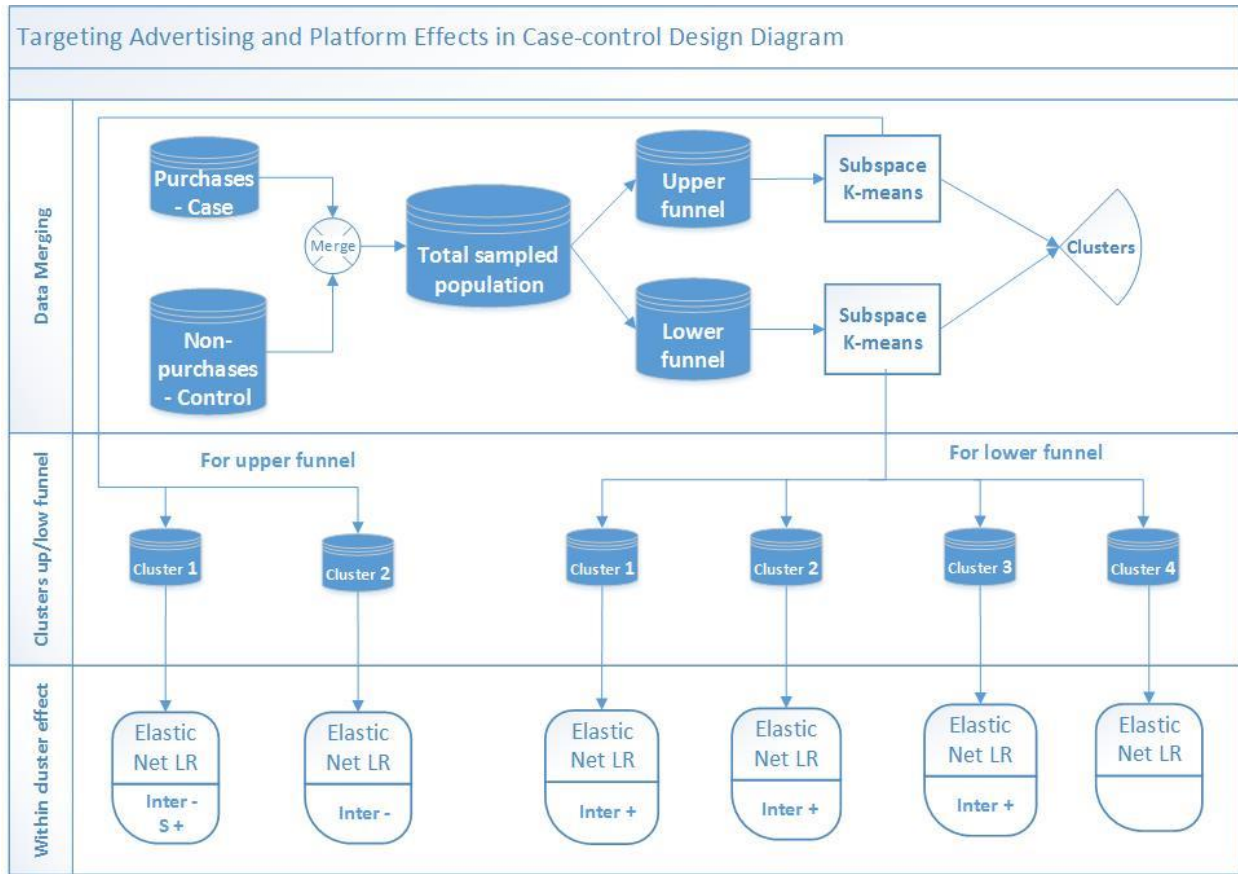 Targeting Advertising and Platform Effects in Case-control Design Diagram
Data Merging
Purchases
- Case
Non-
purchases
- Control
Merge
Total sampled
population
Upper
funnel
Lower
funnel
Subspace
K-means
Subspace
K-means
Clusters
Clusters up/low funnel
For upper funnel
For lower funnel
Cluster 1
Cluster 2
Cluster 1
Cluster 2
Cluster 3
Cluster 4
Within duster effect
Elastic
Net LR
Inter -
S +
Elastic
Net LR
Inter -
Elastic
Net LR
Inter +
Elastic
Net LR
Inter +
Elastic
Net LR
Inter +
Elastic
Net LR